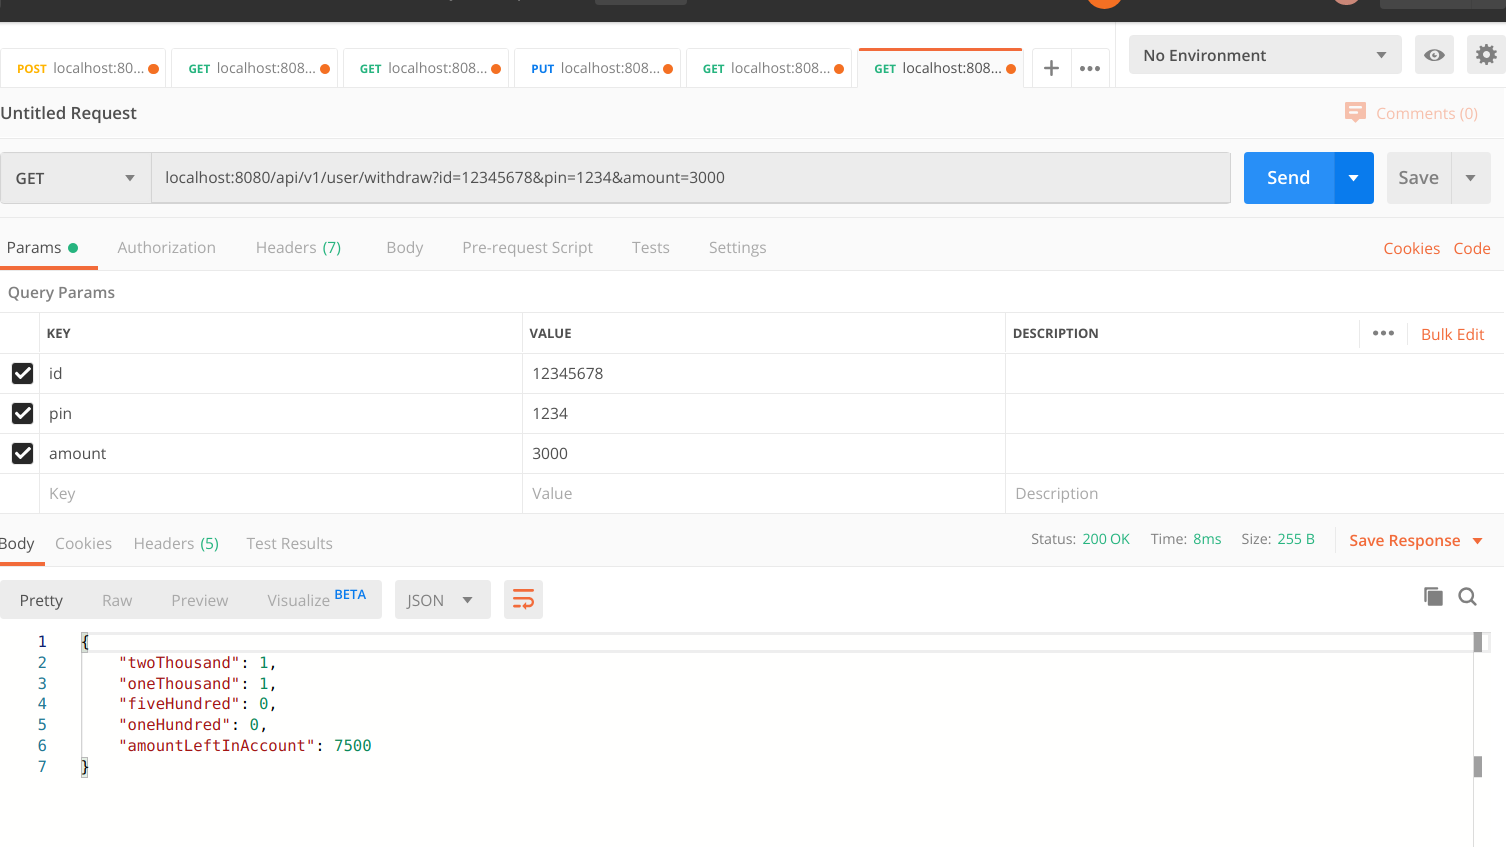 POST localhost:80... GET localhost:808... GET localhost:808... PUT localhost:808... GET localhost:808... GET localhost:808... + ••• No Environment
Untitled Request Comments (0)
GET localhost:8080/api/v1/user/withdraw?id=12345678&pin=1234&amount=3000 Send Save
Params Authorization Headers (7) Body Pre-request Script Tests Settings Cookies Code
Query Params
KEY VALUE DESCRIPTION ••• Bulk Edit
id 12345678
pin 1234
amount 3000
Key Value Description
Body Cookies Headers (5) Test Results Status: 200 OK Time: 8ms Size: 255 B Save Response
Pretty Raw Preview Visualize BETA JSON
1 {
2 "twoThousand": 1,
3 "oneThousand": 1,
4 "fiveHundred": 0,
5 "oneHundred": 0,
6 "amountLeftInAccount": 7500
7 }